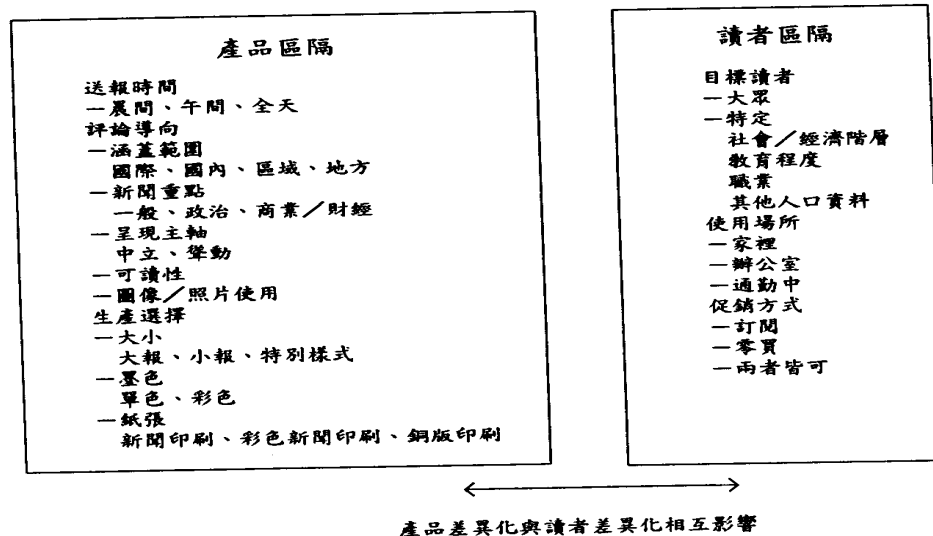 產品區隔
送報時間
—晨間、午間、全天
評論導向
—涵蓋範圍
國際、國內、區域、地方
—新聞重點
一般、政治、商業／財經
—呈現主軸
中立、聳動
—可讀性
—圖像／照片使用
生產選擇
—大小
大報、小報、特別樣式
—墨色
單色、彩色
—紙張
新聞印刷、彩色新聞印刷、銅版印刷
讀者區隔
目標讀者
—大眾
—特定
社會／經濟階層
教育程度
職業
其他人口資料
使用場所
—家裡
—辦公室
—通勤中
促銷方式
—訂閱
—零買
—兩者皆可
產品差異化與讀者差異化相互影響